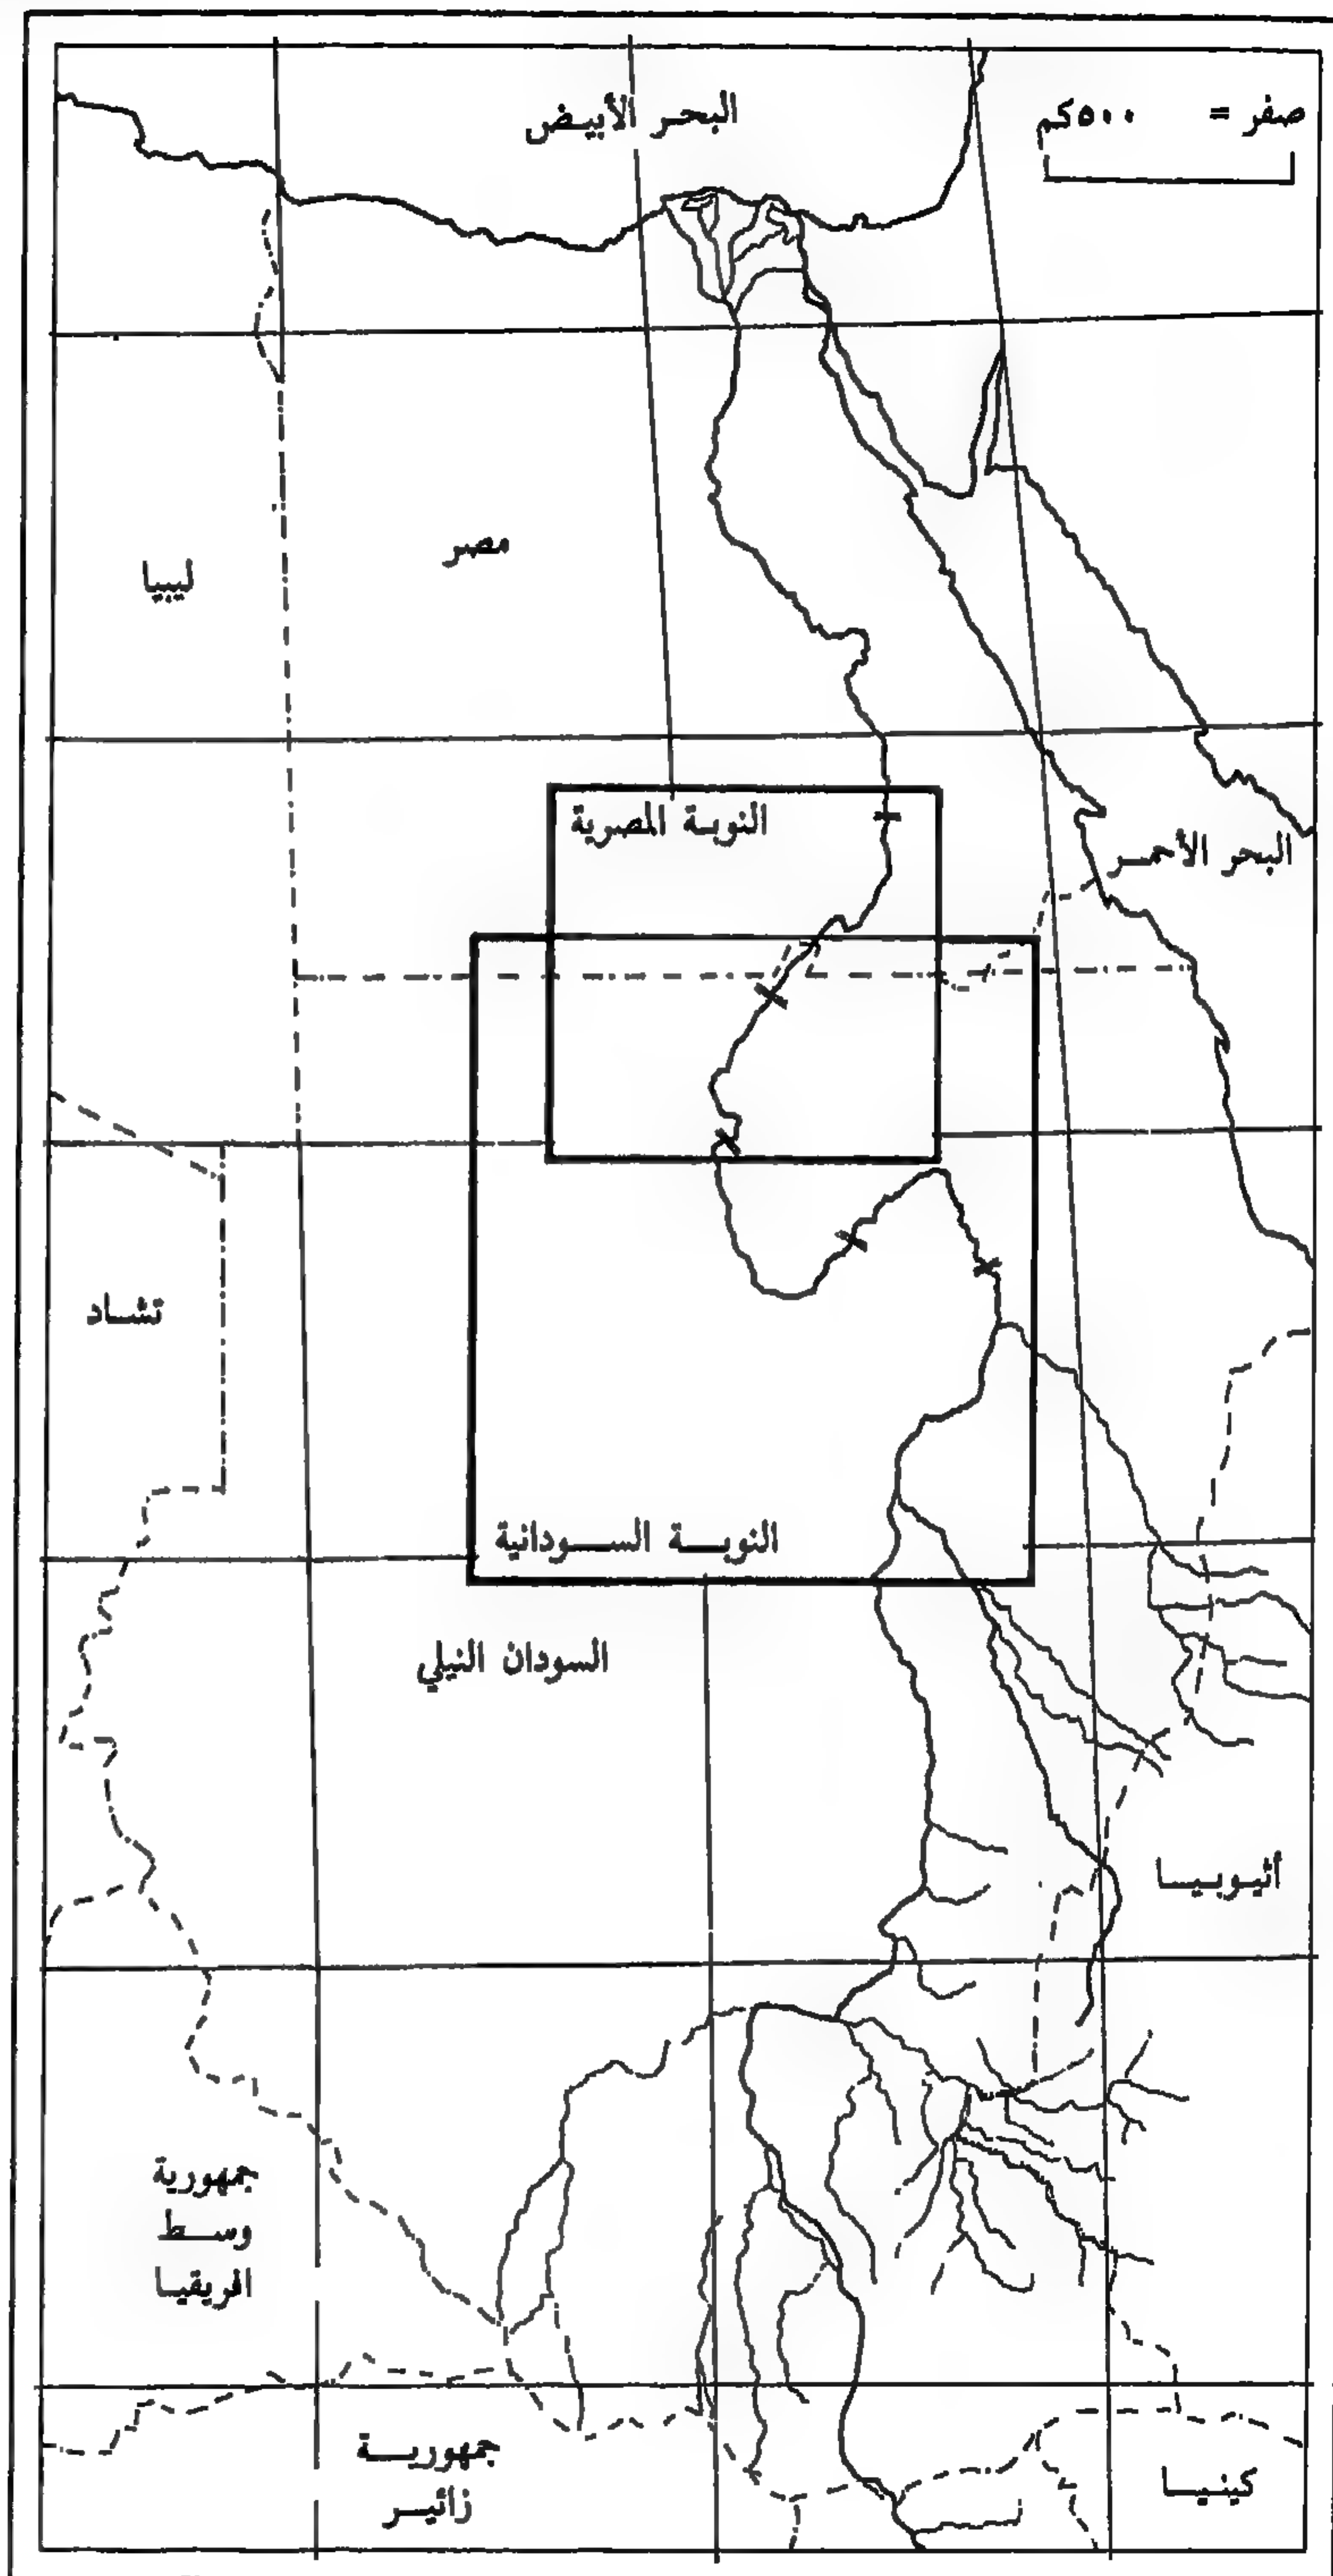 البحر الأبيض
صفر = ٥٠٠كم
ليبيا
مصر
النوبة المصرية
البحر الأحمر
تشاد
النوبة السودانية
السودان النيلي
أثيوبيا
جمهورية
وسط
افريقيا
جمهورية
زائير
كينيا